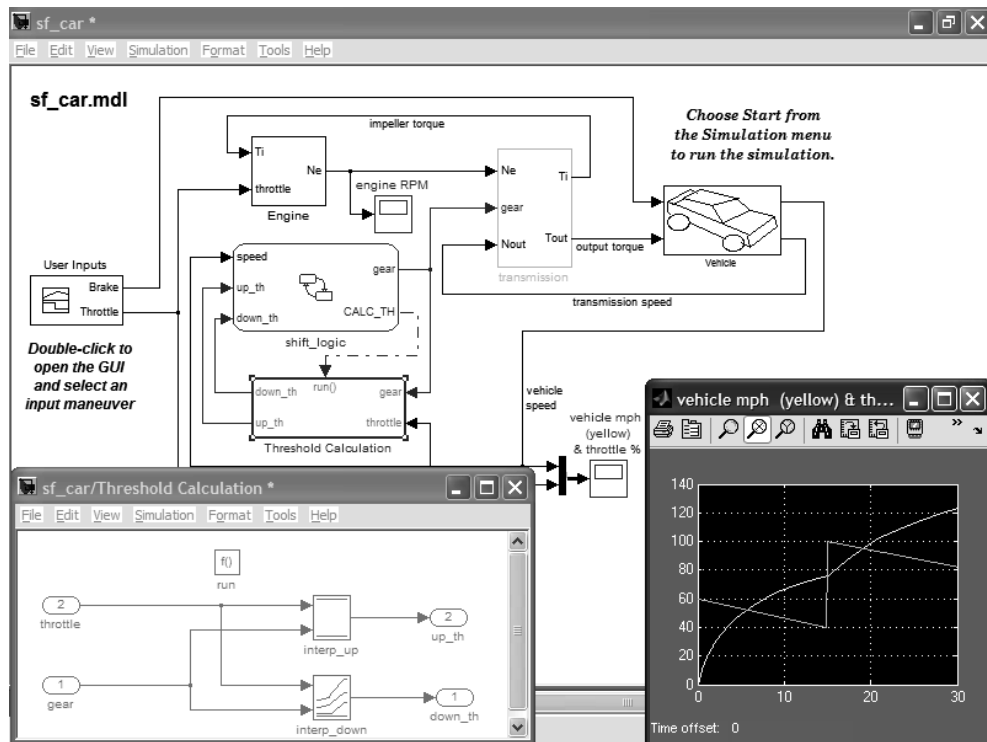 sf_car *
File Edit View Simulation Format Tools Help
sf_car.mdl
Choose Start from
the Simulation menu
to run the simulation.
impeller torque
Ti
throttle
Ne
Engine
engine RPM
Ne
gear
Nout
Ti
Tout
transmission
output torque
Vehicle
transmission speed
User Inputs
Brake
Throttle
Double-click to
open the GUI
and select an
input maneuver
speed
up_th
down_th
gear
CALC_TH
shift_logic
down_th
up_th
run()
gear
throttle
Threshold Calculation
vehicle
speed
vehicle mph
(yellow)
& throttle %
sf_car/Threshold Calculation *
File Edit View Simulation Format Tools Help
f()
run
2
throttle
1
gear
interp_up
interp_down
2
up_th
1
down_th
vehicle mph (yellow) & th...
140
120
100
80
60
40
20
0
0 10 20 30
Time offset: 0